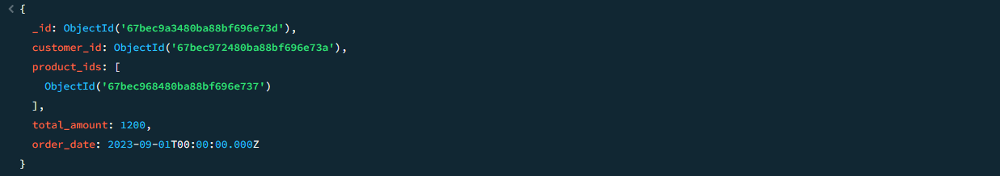 {
_id: ObjectId('67bec9a3480ba88bf696e73d'),
customer_id: ObjectId('67bec972480ba88bf696e73a'),
product_ids: [
ObjectId('67bec968480ba88bf696e737')
],
total_amount: 1200,
order_date: 2023-09-01T00:00:00.000Z
}